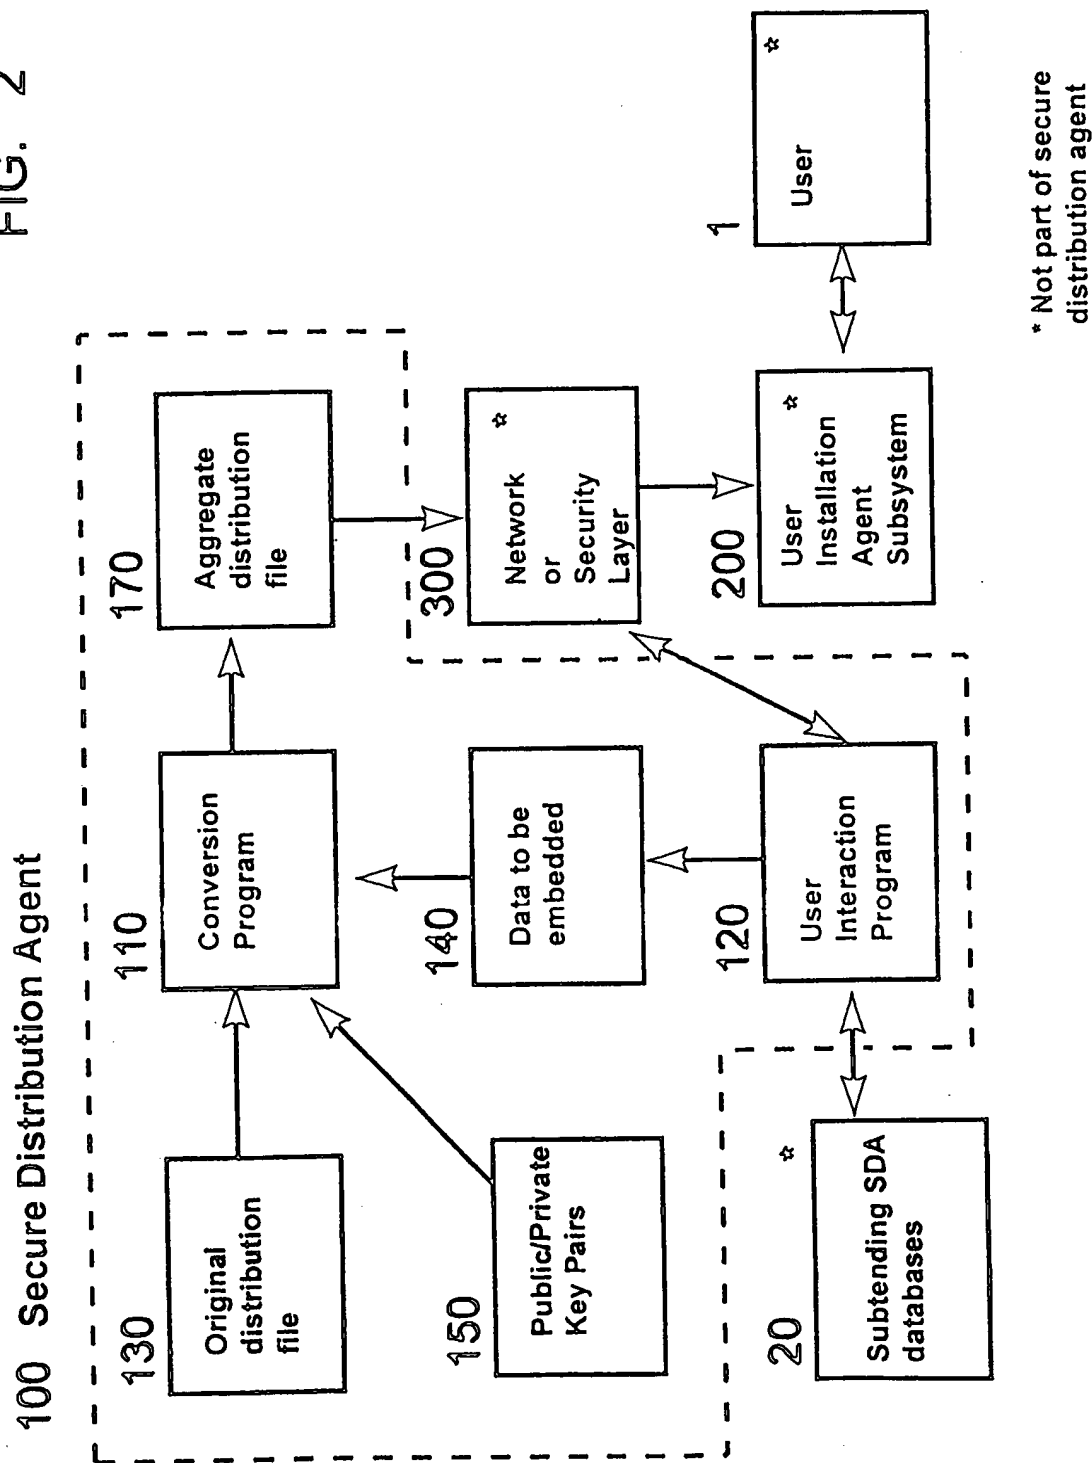 FIG. 2
100 Secure Distribution Agent
130
Original
distribution
file
110
Conversion
Program
170
Aggregate
distribution
file
150
Public/Private
Key Pairs
140
Data to be
embedded
300
Network *
or
Security
Layer
20
Subtending SDA *
databases
120
User
Interaction
Program
200
User *
Installation
Agent
Subsystem
1
User *
* Not part of secure
distribution agent